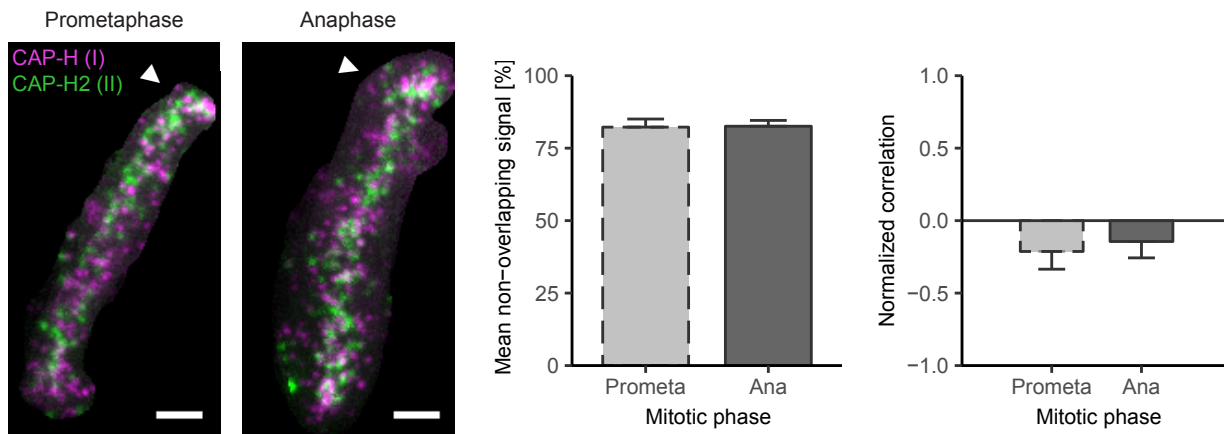 Prometaphase
Anaphase
CAP-H (I)
CAP-H2 (II)
Mean non−overlapping signal [%]
100
75
50
25
0
Prometa
Ana
Mitotic phase
Normalized correlation
1.0
0.5
0.0
−0.5
−1.0
Prometa
Ana
Mitotic phase